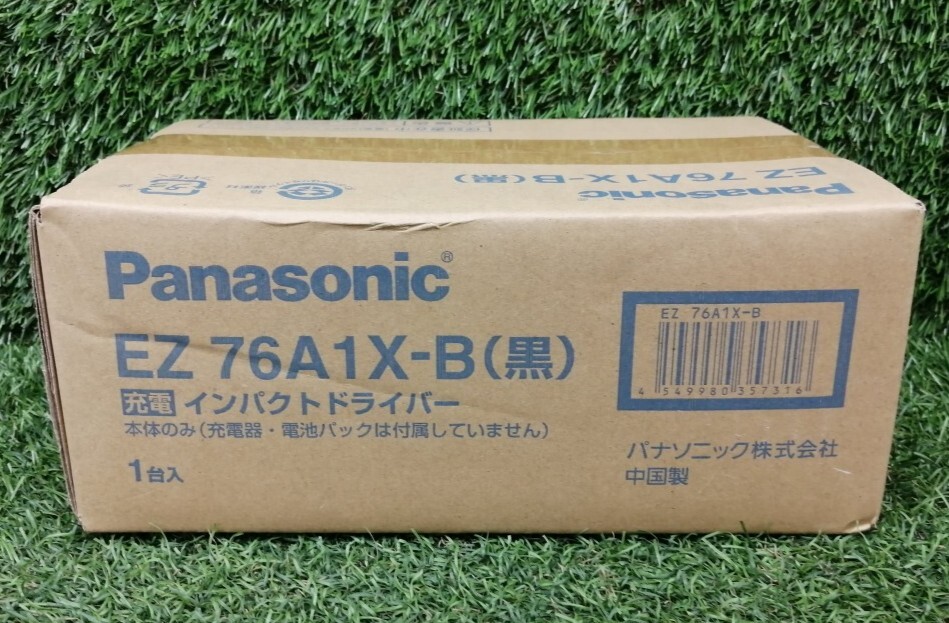 Panasonic
EZ 76A1X-B(黒)
Panasonic®
EZ 76A1X-B(黒)
充電 インパクトドライバー
本体のみ(充電器・電池パックは付属していません)
1台入
EZ 76A1X-B
4 549980 357316
パナソニック株式会社
中国製